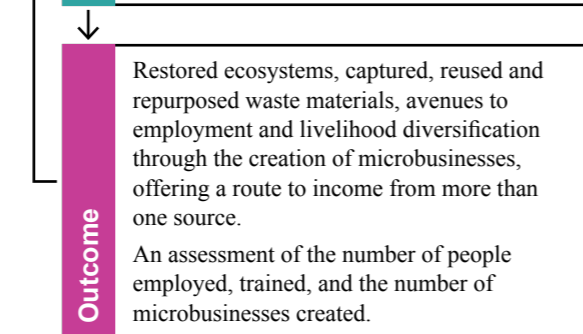 Restored ecosystems, captured, reused and
repurposed waste materials, avenues to
employment and livelihood diversification
through the creation of microbusinesses,
offering a route to income from more than
one source.
An assessment of the number of people
employed, trained, and the number of
microbusinesses created.
Outcome